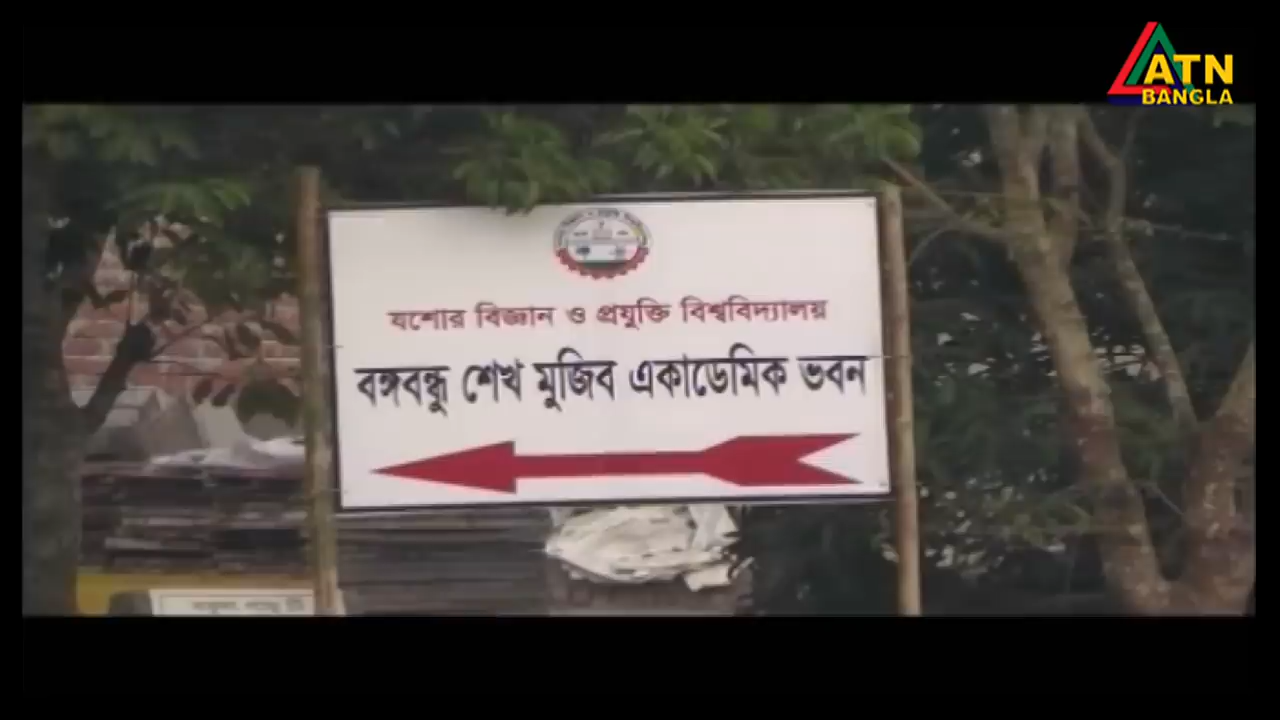 ATN
BANGLA
যশোর বিজ্ঞান ও প্রযুক্তি বিশ্ববিদ্যালয়
বঙ্গবন্ধু শেখ মুজিব একাডেমিক ভবন